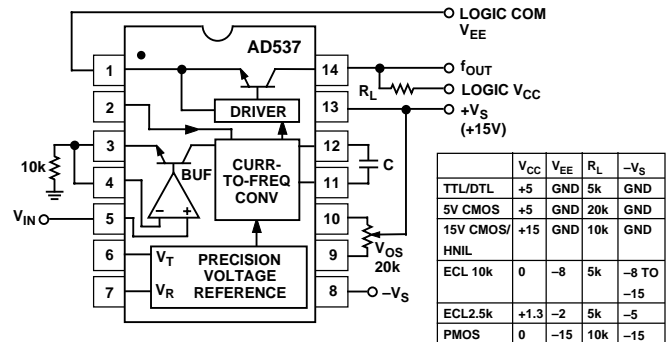 LOGIC COM
VEE
AD537
1
14
fOUT
RL
LOGIC VCC
DRIVER
2
13
+VS
(+15V)
3
12
10k
BUF
CURR-
TO-FREQ
CONV
C
4
11
VIN
5
– +
10
VOS
20k
6
VT
PRECISION
VOLTAGE
REFERENCE
9
7
VR
8
–VS
VCC VEE RL –VS
TTL/DTL +5 GND 5k GND
5V CMOS +5 GND 20k GND
15V CMOS/
HNIL +15 GND 10k GND
ECL 10k 0 –8 5k –8 TO
–15
ECL2.5k +1.3 –2 5k –5
PMOS 0 –15 10k –15